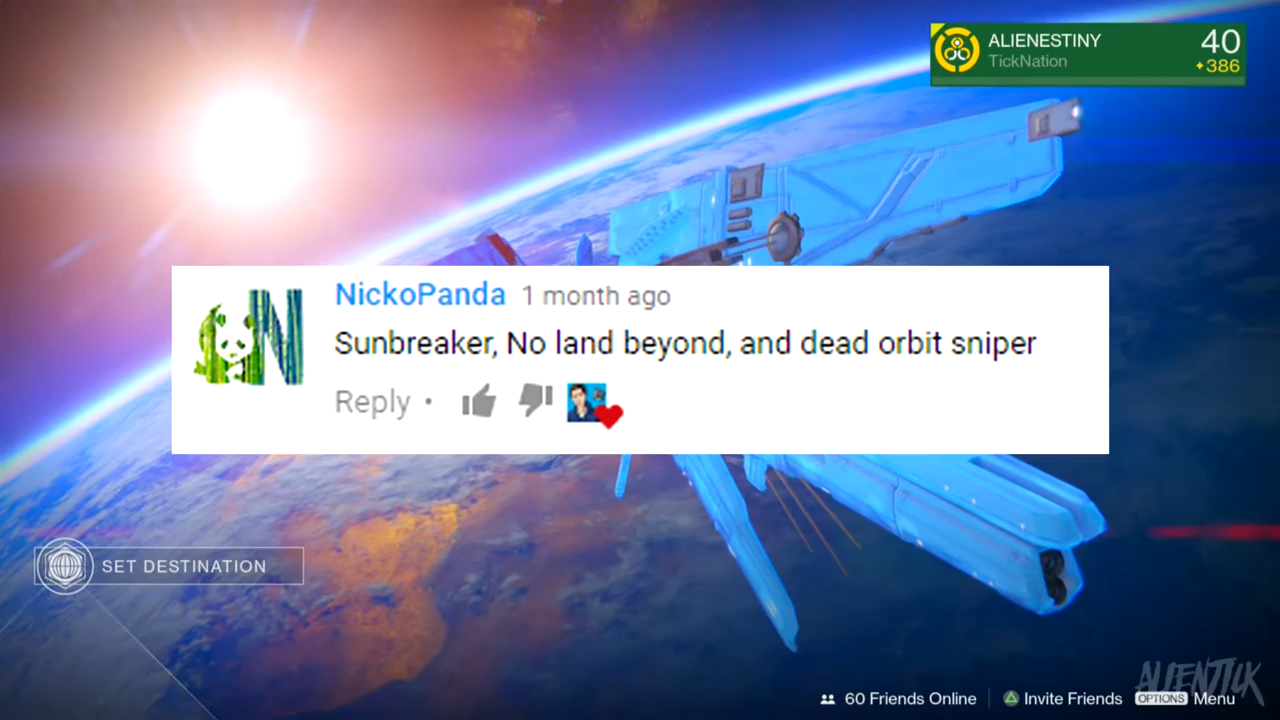 ALIENESTINY
40
TickNation
+386
NickoPanda 1 month ago
Sunbreaker, No land beyond, and dead orbit sniper
Reply •
SET DESTINATION
ALIENTICK
60 Friends Online
Invite Friends
OPTIONS Menu